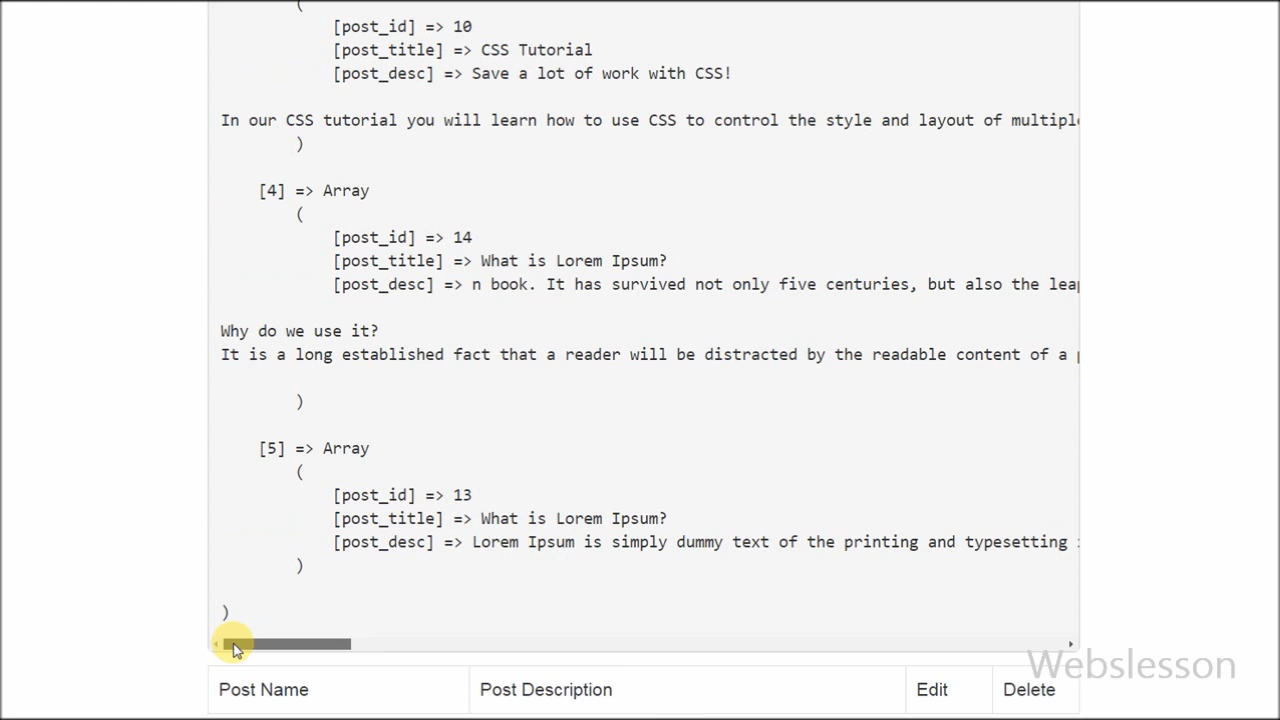 (
[post_id] => 10
[post_title] => CSS Tutorial
[post_desc] => Save a lot of work with CSS!
In our CSS tutorial you will learn how to use CSS to control the style and layout of
)
[4] => Array
(
[post_id] => 14
[post_title] => What is Lorem Ipsum?
[post_desc] => n book. It has survived not only five centuries, but also the
Why do we use it?
It is a long established fact that a reader will be distracted by the readable content of a
)
[5] => Array
(
[post_id] => 13
[post_title] => What is Lorem Ipsum?
[post_desc] => Lorem Ipsum is simply dummy text of the printing and typesetting
)
)
Webslesson
Post Name Post Description Edit Delete